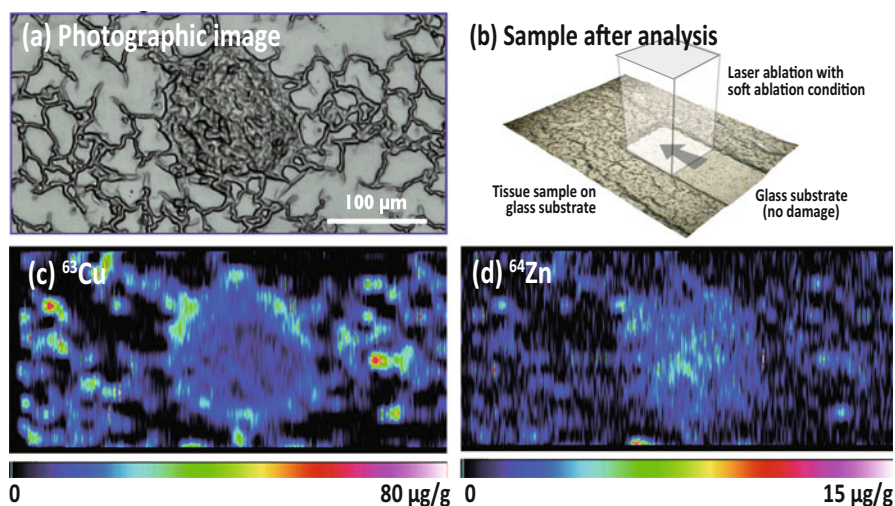 (a) Photographic image
100 µm
(b) Sample after analysis
Laser ablation with
soft ablation condition
Tissue sample on
glass substrate
Glass substrate
(no damage)
(c) ⁶³Cu
(d) ⁶⁴Zn
0 80 µg/g
0 15 µg/g